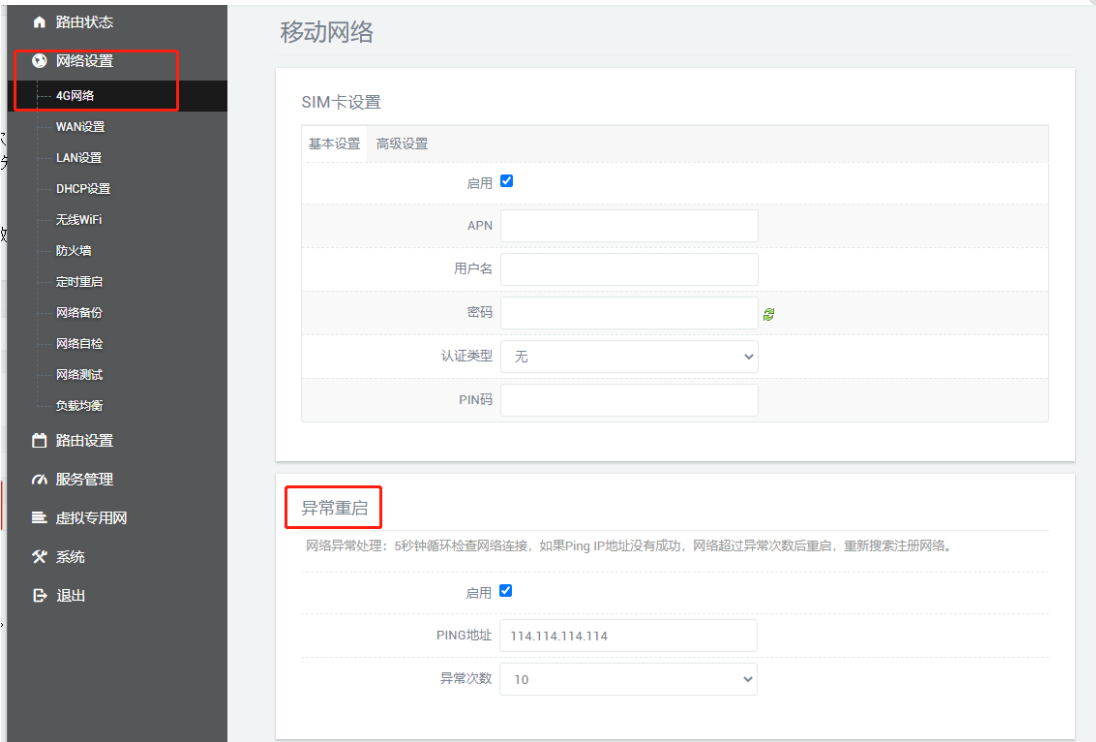 路由状态
网络设置
4G网络
WAN设置
LAN设置
DHCP设置
无线WiFi
防火墙
定时重启
网络备份
网络自检
网络测试
负载均衡
路由设置
服务管理
虚拟专用网
系统
退出
移动网络
SIM卡设置
基本设置 高级设置
启用
APN
用户名
密码
认证类型 无
PIN码
异常重启
网络异常处理：5秒钟循环检查网络连接，如果Ping IP地址没有成功，网络超过异常次数后重启，重新搜索注册网络。
启用
PING地址 114.114.114.114
异常次数 10